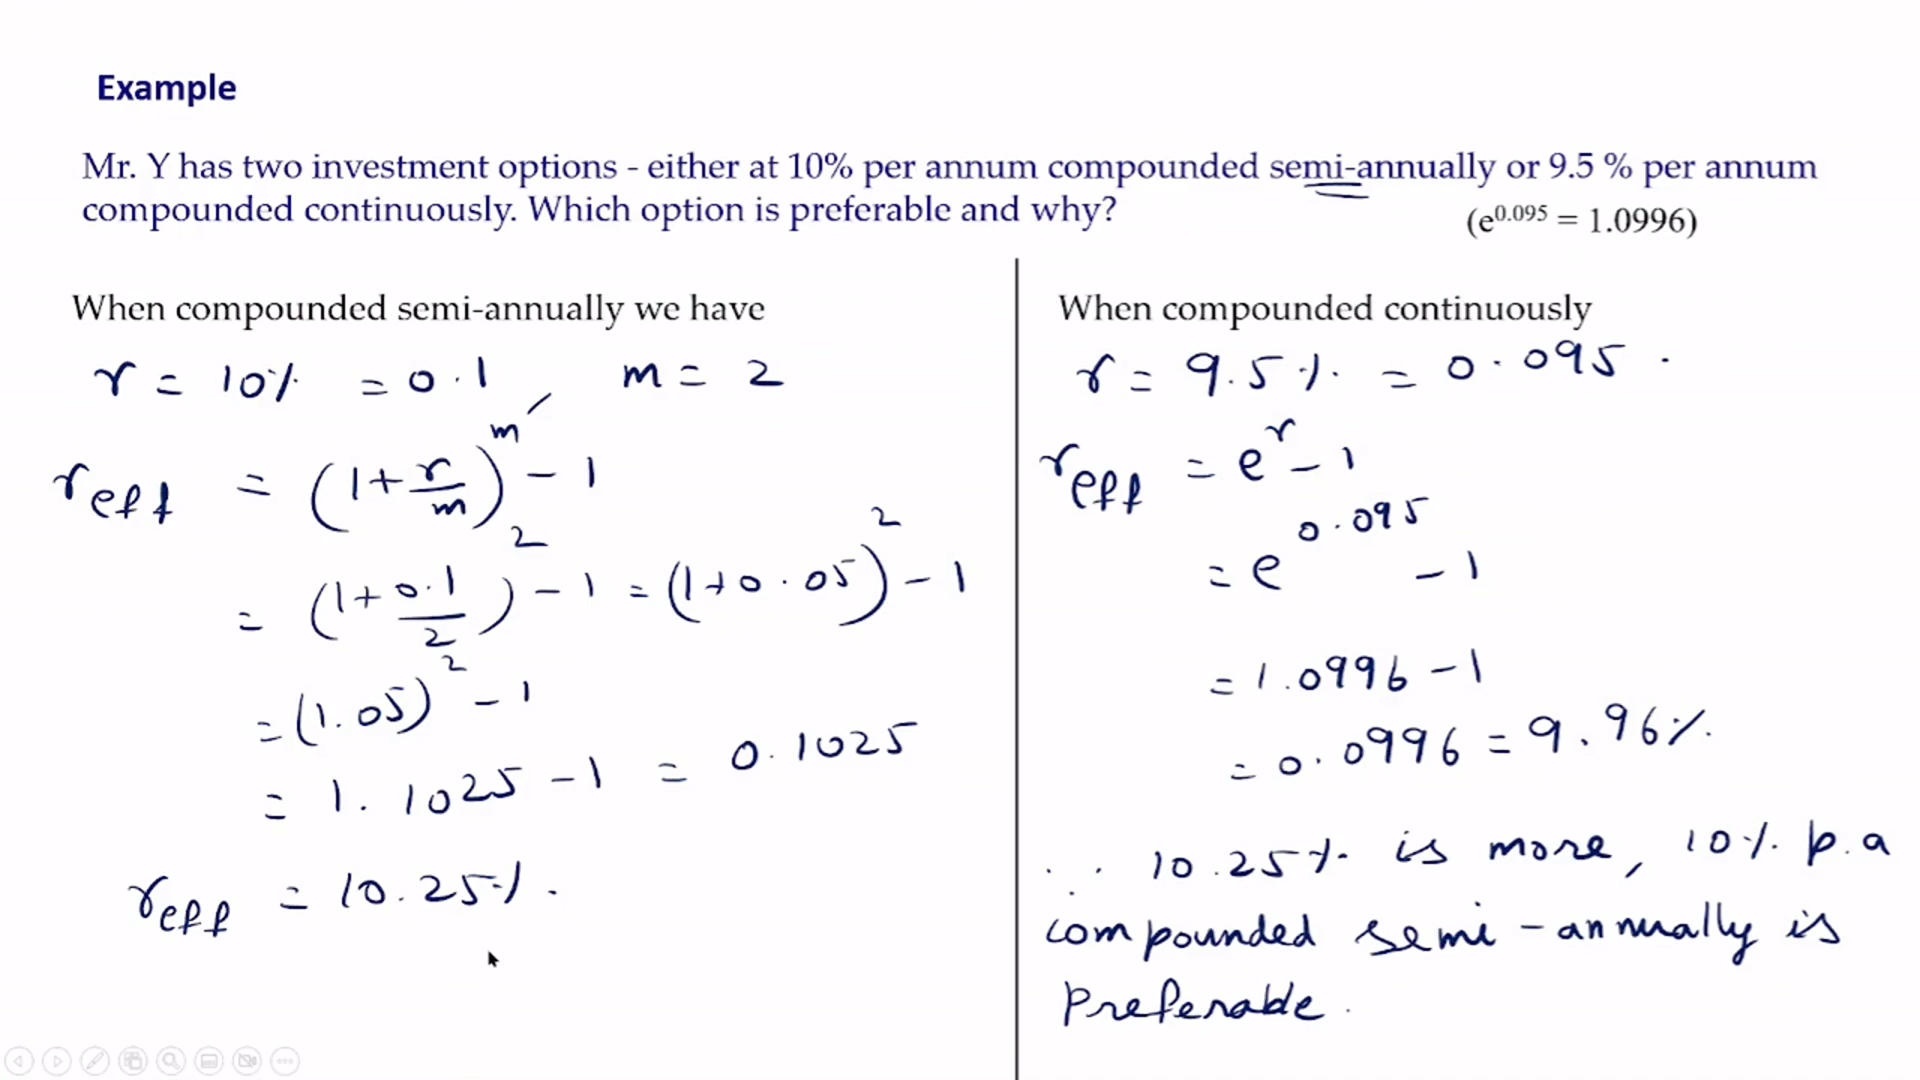 Example
Mr. Y has two investment options - either at 10% per annum compounded semi-annually or 9.5 % per annum
compounded continuously. Which option is preferable and why?
(e^0.095 = 1.0996)
When compounded semi-annually we have
r = 10% = 0.1, m = 2
r_eff = (1 + r/m)^m - 1
= (1 + 0.1/2)^2 - 1 = (1 + 0.05)^2 - 1
= (1.05)^2 - 1
= 1.1025 - 1 = 0.1025
r_eff = 10.25%.
When compounded continuously
r = 9.5% = 0.095.
r_eff = e^r - 1
= e^0.095 - 1
= 1.0996 - 1
= 0.0996 = 9.96%.
∵ 10.25% is more, 10% p.a
compounded semi-annually is
preferable.